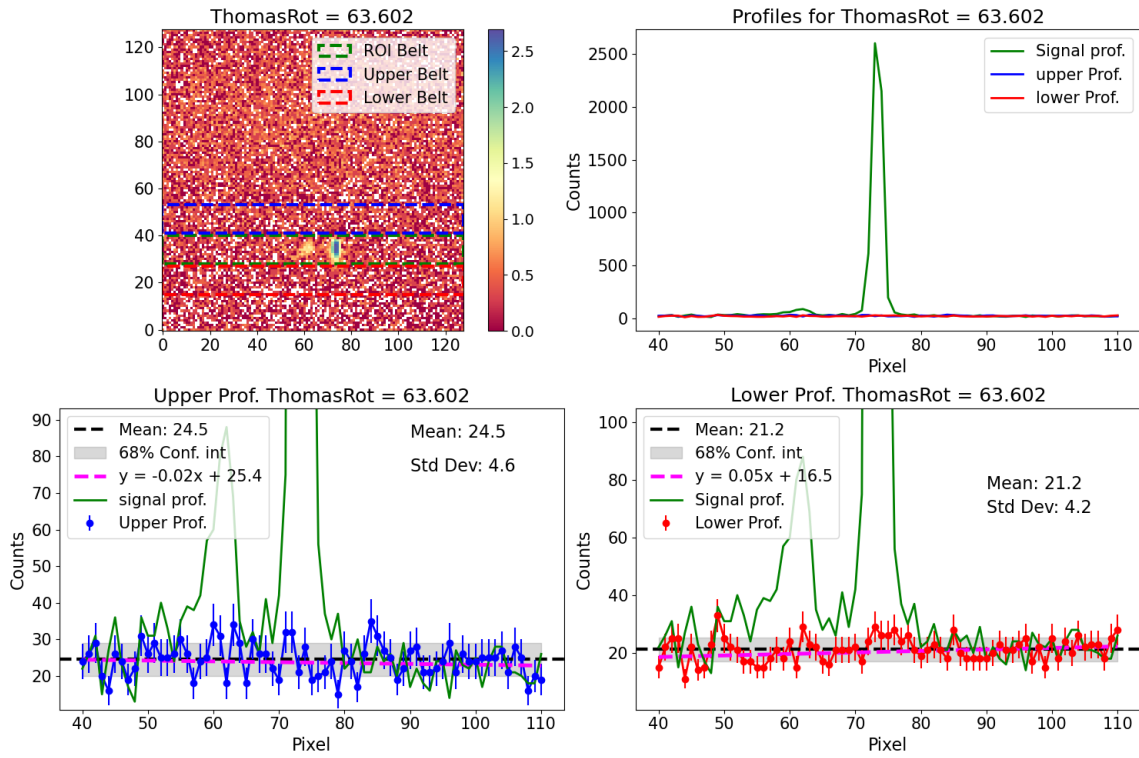 ThomasRot = 63.602
120
100
80
60
40
20
0
0
20
40
60
80
100
120
ROI Belt
Upper Belt
Lower Belt
2.5
2.0
1.5
1.0
0.5
0.0
Profiles for ThomasRot = 63.602
Counts
2500
2000
1500
1000
500
0
Signal prof.
upper Prof.
lower Prof.
40
50
60
70
80
90
100
110
Pixel
Upper Prof. ThomasRot = 63.602
Counts
90
80
70
60
50
40
30
20
Mean: 24.5
68% Conf. int
y = -0.02x + 25.4
signal prof.
Upper Prof.
Mean: 24.5
Std Dev: 4.6
40
50
60
70
80
90
100
110
Pixel
Lower Prof. ThomasRot = 63.602
Counts
100
80
60
40
20
Mean: 21.2
68% Conf. int
y = 0.05x + 16.5
Signal prof.
Lower Prof.
Mean: 21.2
Std Dev: 4.2
40
50
60
70
80
90
100
110
Pixel